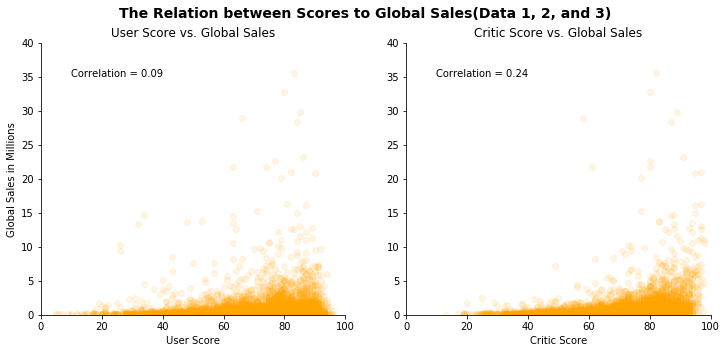 The Relation between Scores to Global Sales(Data 1, 2, and 3)
User Score vs. Global Sales
Critic Score vs. Global Sales
Correlation = 0.09
Correlation = 0.24
Global Sales in Millions
40
35
30
25
20
15
10
5
0
0 20 40 60 80 100
User Score
40
35
30
25
20
15
10
5
0
0 20 40 60 80 100
Critic Score